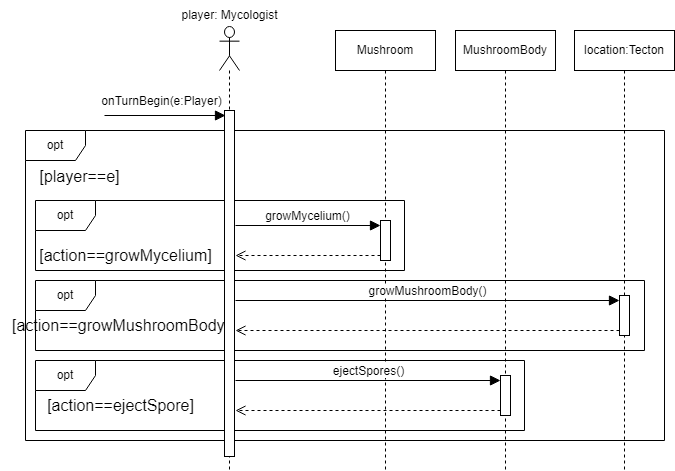 player: Mycologist
Mushroom
MushroomBody
location:Tecton
onTurnBegin(e:Player)
opt
[player==e]
opt
growMycelium()
[action==growMycelium]
opt
growMushroomBody()
[action==growMushroomBody
opt
ejectSpores()
[action==ejectSpore]